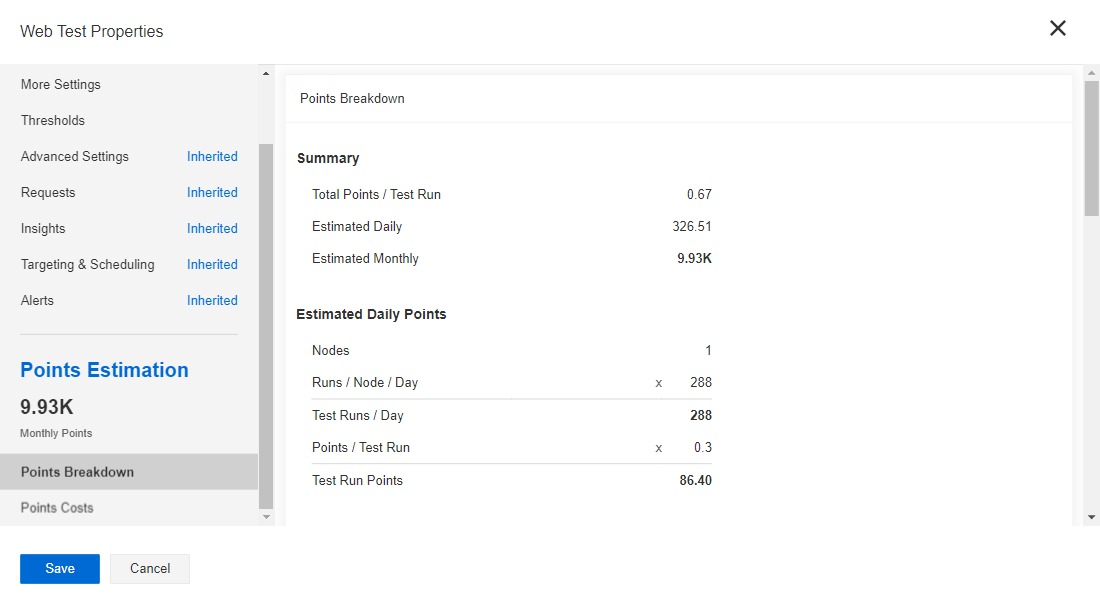 Web Test Properties
More Settings
Thresholds
Advanced Settings Inherited
Requests Inherited
Insights Inherited
Targeting & Scheduling Inherited
Alerts Inherited
Points Estimation
9.93K
Monthly Points
Points Breakdown
Points Costs
Points Breakdown
Summary
Total Points / Test Run 0.67
Estimated Daily 326.51
Estimated Monthly 9.93K
Estimated Daily Points
Nodes 1
Runs / Node / Day x 288
Test Runs / Day 288
Points / Test Run x 0.3
Test Run Points 86.40
Save Cancel